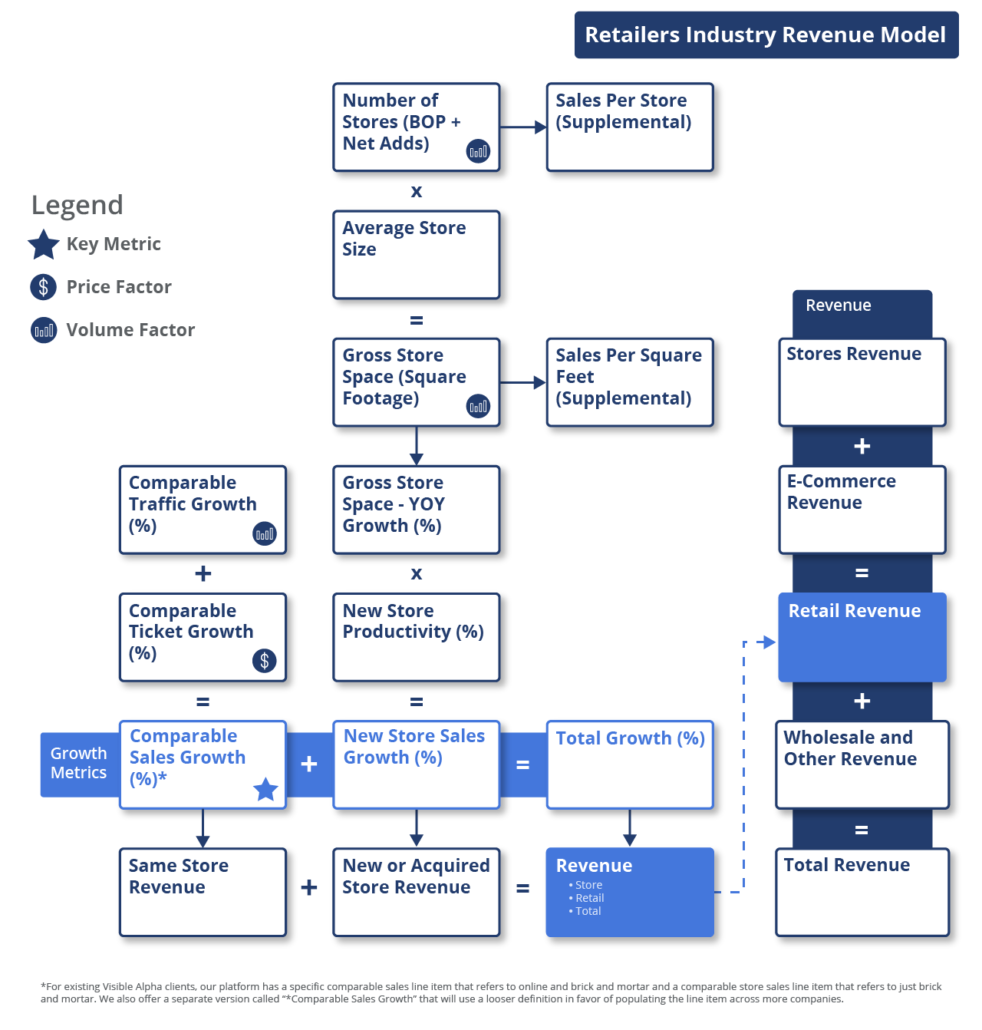 Retailers Industry Revenue Model
Number of
Stores (BOP +
Net Adds)
Sales Per Store
(Supplemental)
x
Legend
Key Metric
$ Price Factor
Volume Factor
Average Store
Size
=
Gross Store
Space (Square
Footage)
Sales Per Square
Feet
(Supplemental)
Comparable
Traffic Growth
(%)
+
Comparable
Ticket Growth
(%)
$
=
Gross Store
Space - YOY
Growth (%)
x
New Store
Productivity (%)
=
Growth
Metrics
Comparable
Sales Growth
(%)*
+
New Store Sales
Growth (%)
=
Total Growth (%)
Same Store
Revenue
+
New or Acquired
Store Revenue
=
Revenue
• Store
• Retail
• Total
Revenue
Stores Revenue
+
E-Commerce
Revenue
=
Retail Revenue
+
Wholesale and
Other Revenue
=
Total Revenue
*For existing Visible Alpha clients, our platform has a specific comparable sales line item that refers to online and brick and mortar and a comparable store sales line item that refers to just brick
and mortar. We also offer a separate version called “*Comparable Sales Growth” that will use a looser definition in favor of populating the line item across more companies.